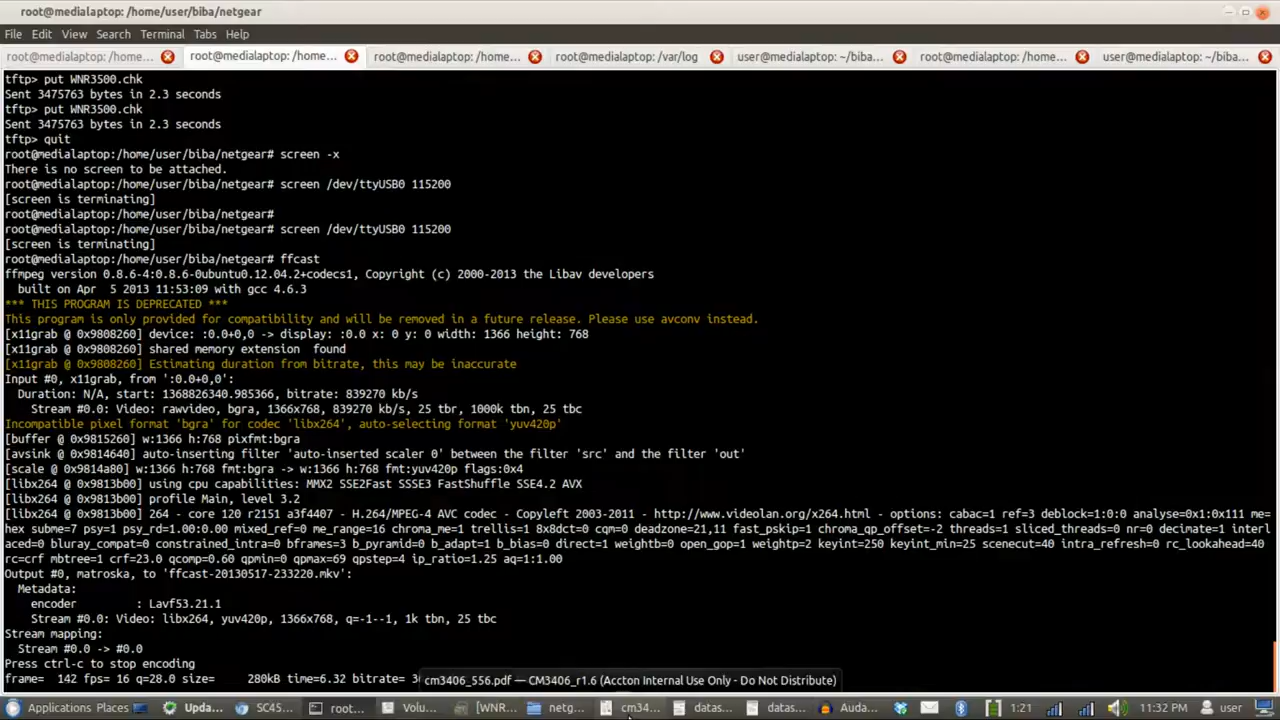 root@medialaptop: /home/user/biba/netgear
File Edit View Search Terminal Tabs Help
root@medialaptop: /home... root@medialaptop: /home... root@medialaptop: /home... root@medialaptop: /var/log user@medialaptop: ~/biba... root@medialaptop: /home... user@medialaptop: ~/biba...
tftp> put WNR3500.chk
Sent 3475763 bytes in 2.3 seconds
tftp> put WNR3500.chk
Sent 3475763 bytes in 2.3 seconds
tftp> quit
root@medialaptop:/home/user/biba/netgear# screen -x
There is no screen to be attached.
root@medialaptop:/home/user/biba/netgear# screen /dev/ttyUSB0 115200
[screen is terminating]
root@medialaptop:/home/user/biba/netgear#
root@medialaptop:/home/user/biba/netgear# screen /dev/ttyUSB0 115200
[screen is terminating]
root@medialaptop:/home/user/biba/netgear# ffcast
ffmpeg version 0.8.6-4:0.8.6-0ubuntu0.12.04.2+codecs1, Copyright (c) 2000-2013 the Libav developers
  built on Apr  5 2013 11:53:09 with gcc 4.6.3
*** THIS PROGRAM IS DEPRECATED ***
This program is only provided for compatibility and will be removed in a future release. Please use avconv instead.
[x11grab @ 0x9808260] device: :0.0+0,0 -> display: :0.0 x: 0 y: 0 width: 1366 height: 768
[x11grab @ 0x9808260] shared memory extension  found
[x11grab @ 0x9808260] Estimating duration from bitrate, this may be inaccurate
Input #0, x11grab, from ':0.0+0,0':
  Duration: N/A, start: 1368826340.985366, bitrate: 839270 kb/s
    Stream #0.0: Video: rawvideo, bgra, 1366x768, 839270 kb/s, 25 tbr, 1000k tbn, 25 tbc
Incompatible pixel format 'bgra' for codec 'libx264', auto-selecting format 'yuv420p'
[buffer @ 0x9815260] w:1366 h:768 pixfmt:bgra
[avsink @ 0x9814640] auto-inserting filter 'auto-inserted scaler 0' between the filter 'src' and the filter 'out'
[scale @ 0x9814a80] w:1366 h:768 fmt:bgra -> w:1366 h:768 fmt:yuv420p flags:0x4
[libx264 @ 0x9813b00] using cpu capabilities: MMX2 SSE2Fast SSSE3 FastShuffle SSE4.2 AVX
[libx264 @ 0x9813b00] profile Main, level 3.2
[libx264 @ 0x9813b00] 264 - core 120 r2151 a3f4407 - H.264/MPEG-4 AVC codec - Copyleft 2003-2011 - http://www.videolan.org/x264.html - options: cabac=1 ref=3 deblock=1:0:0 analyse=0x1:0x111 me=
hex subme=7 psy=1 psy_rd=1.00:0.00 mixed_ref=0 me_range=16 chroma_me=1 trellis=1 8x8dct=0 cqm=0 deadzone=21,11 fast_pskip=1 chroma_qp_offset=-2 threads=1 sliced_threads=0 nr=0 decimate=1 interl
aced=0 bluray_compat=0 constrained_intra=0 bframes=3 b_pyramid=0 b_adapt=1 b_bias=0 direct=1 weightb=0 open_gop=1 weightp=2 keyint=250 keyint_min=25 scenecut=40 intra_refresh=0 rc_lookahead=40
rc=crf mbtree=1 crf=23.0 qcomp=0.60 qpmin=0 qpmax=69 qpstep=4 ip_ratio=1.25 aq=1:1.00
Output #0, matroska, to 'ffcast-20130517-233220.mkv':
  Metadata:
    encoder         : Lavf53.21.1
    Stream #0.0: Video: libx264, yuv420p, 1366x768, q=-1--1, 1k tbn, 25 tbc
Stream mapping:
  Stream #0.0 -> #0.0
Press ctrl-c to stop encoding
frame=  142 fps= 16 q=28.0 size=     280kB time=6.32 bitrate=
cm3406_556.pdf — CM3406_r1.6 (Accton Internal Use Only - Do Not Distribute)
Applications Places Upda... SC45... root... Volu... [WNR... netg... cm34... datas... datas... Auda... 1:21 11:32 PM user